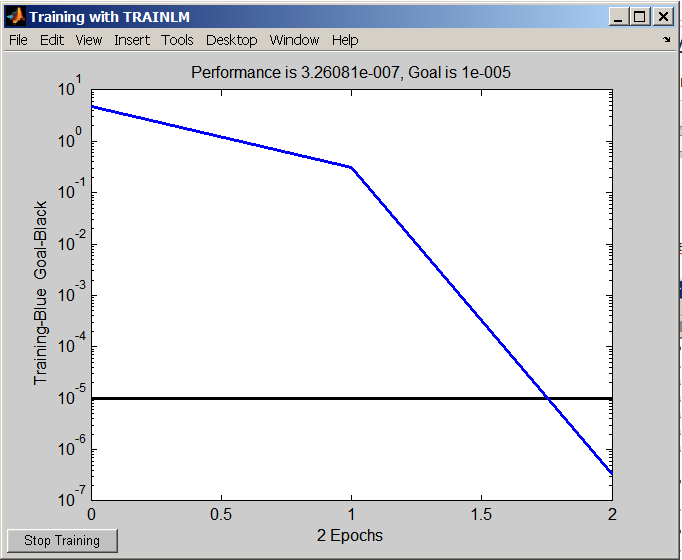 Training with TRAINLM
File Edit View Insert Tools Desktop Window Help
Performance is 3.26081e-007, Goal is 1e-005
10^1
10^0
10^-1
10^-2
10^-3
10^-4
10^-5
10^-6
10^-7
Training-Blue Goal-Black
0 0.5 1 1.5 2
2 Epochs
Stop Training